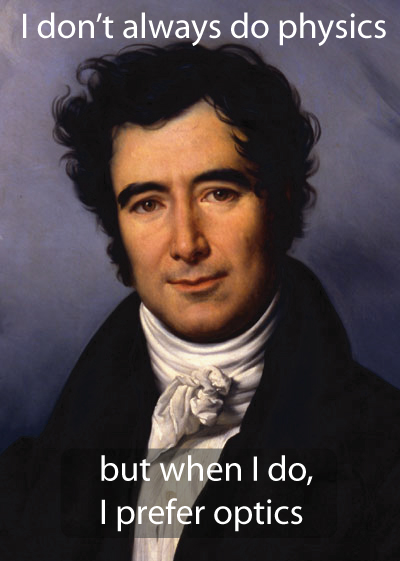 I don’t always do physics
but when I do,
I prefer optics